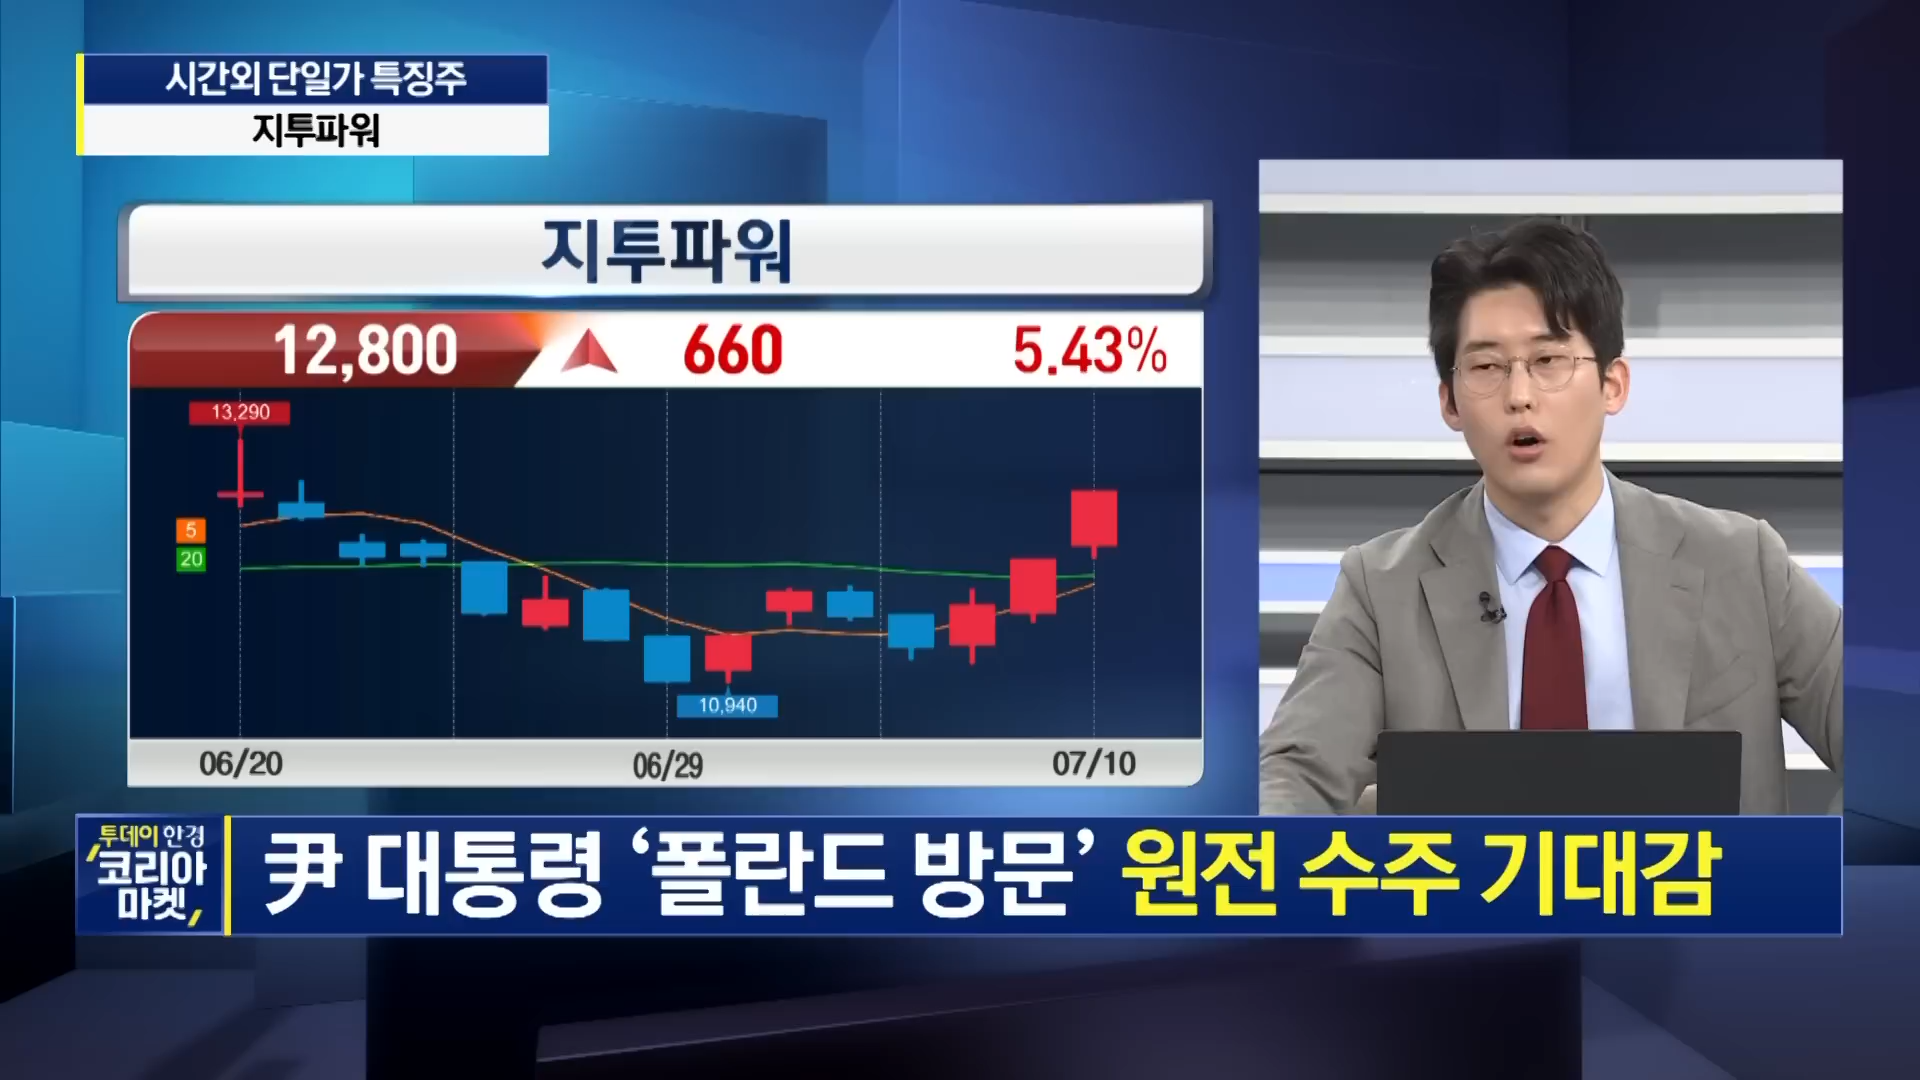 시간외 단일가 특징주
지투파워
지투파워
12,800 660 5.43%
13,290
5
20
10,940
06/20 06/29 07/10
투데이 한경
코리아
마켓
尹 대통령 ‘폴란드 방문’ 원전 수주 기대감